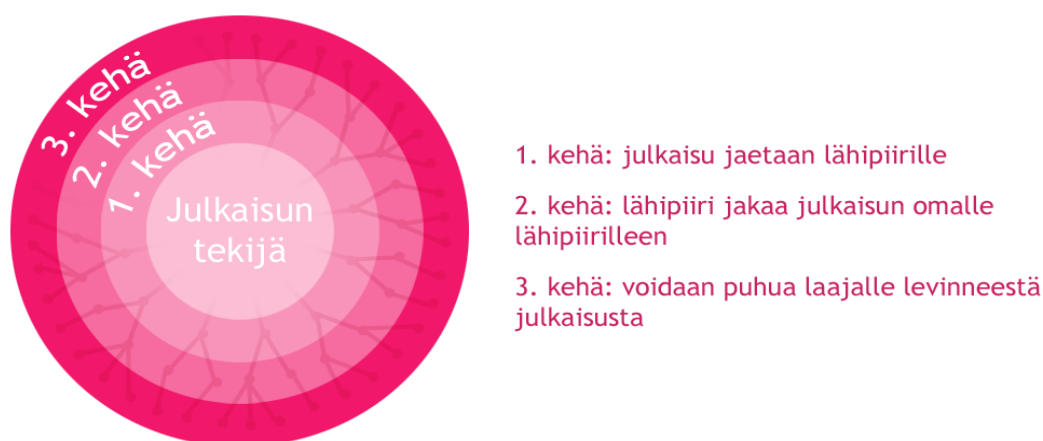 3. kehä
2. kehä
1. kehä
Julkaisun
tekijä
1. kehä: julkaisu jaetaan lähipiirille
2. kehä: lähipiiri jakaa julkaisun omalle
lähipiirilleen
3. kehä: voidaan puhua laajalle levinneestä
julkaisusta